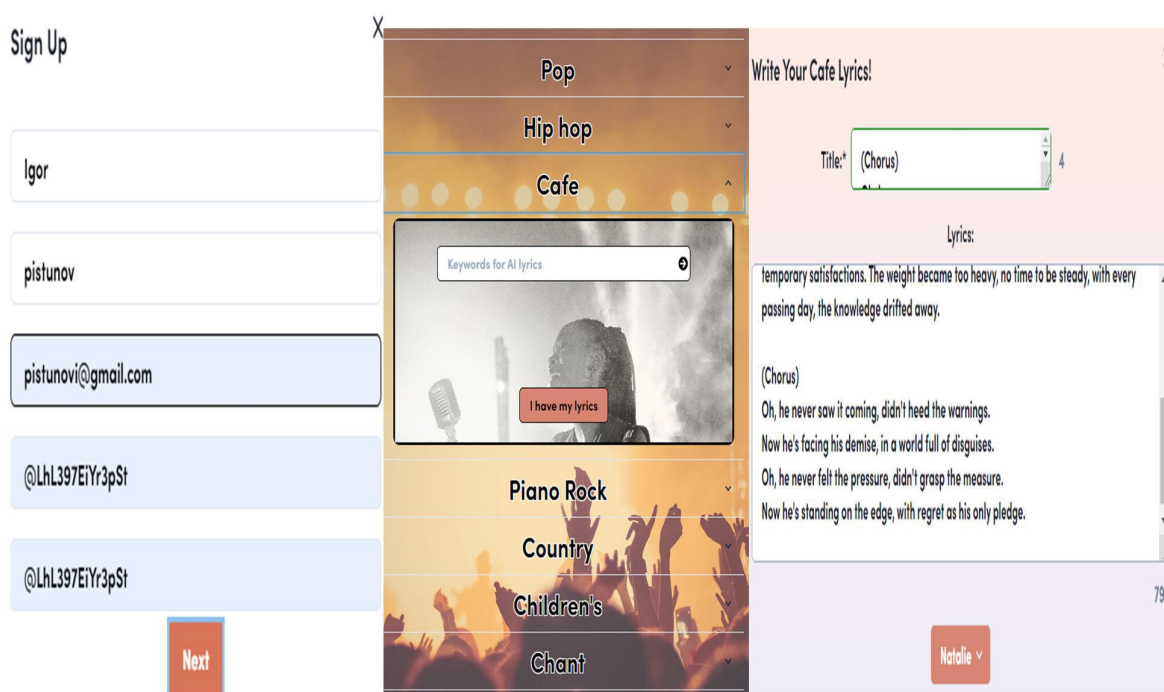 Sign Up
X
Igor
pistunov
pistunovi@gmail.com
@LhL397EiYr3pSt
@LhL397EiYr3pSt
Next
Pop
Hip hop
Cafe
Keywords for AI lyrics
I have my lyrics
Piano Rock
Country
Children's
Chant
Write Your Cafe Lyrics!
Title:*
(Chorus)
4
Lyrics:
temporary satisfactions. The weight became too heavy, no time to be steady, with every
passing day, the knowledge drifted away.
(Chorus)
Oh, he never saw it coming, didn't heed the warnings.
Now he's facing his demise, in a world full of disguises.
Oh, he never felt the pressure, didn't grasp the measure.
Now he's standing on the edge, with regret as his only pledge.
79
Natalie